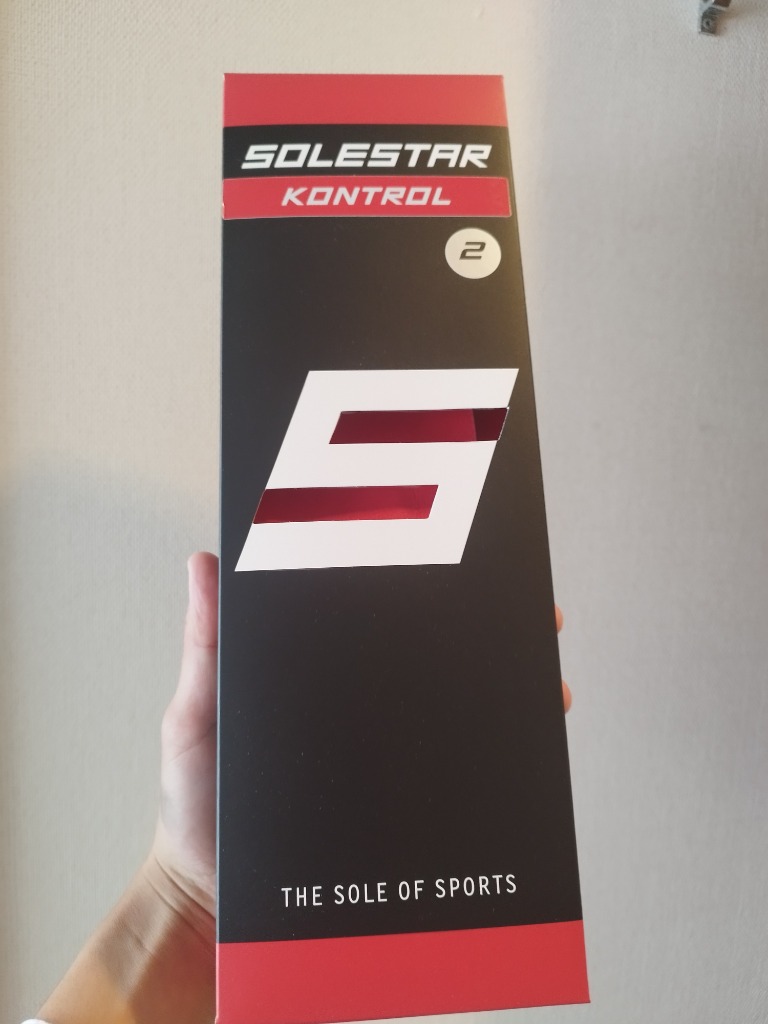 SOLESTAR
KONTROL
2
S
THE SOLE OF SPORTS